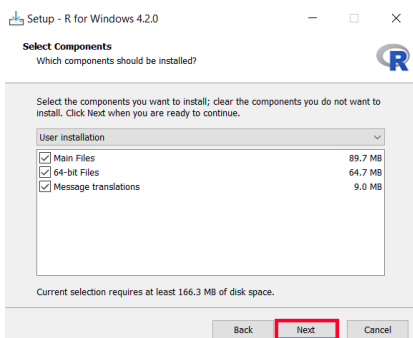 Setup - R for Windows 4.2.0
Select Components
Which components should be installed?
R
Select the components you want to install; clear the components you do not want to
install. Click Next when you are ready to continue.
User installation
Main Files 89.7 MB
64-bit Files 64.7 MB
Message translations 9.0 MB
Current selection requires at least 166.3 MB of disk space.
Back Next Cancel